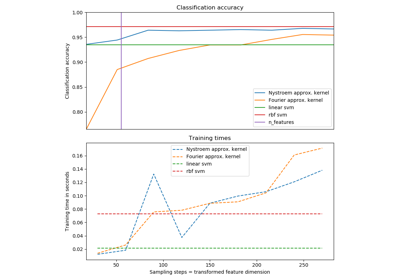 Classification accuracy
1.00
0.95
0.90
0.85
0.80
Classification accuracy
Nystroem approx. kernel
Fourier approx. kernel
linear svm
rbf svm
n_features
Training times
0.16
0.14
0.12
0.10
0.08
0.06
0.04
0.02
Training time in seconds
Nystroem approx. kernel
Fourier approx. kernel
linear svm
rbf svm
50
100
150
200
250
Sampling steps = transformed feature dimension